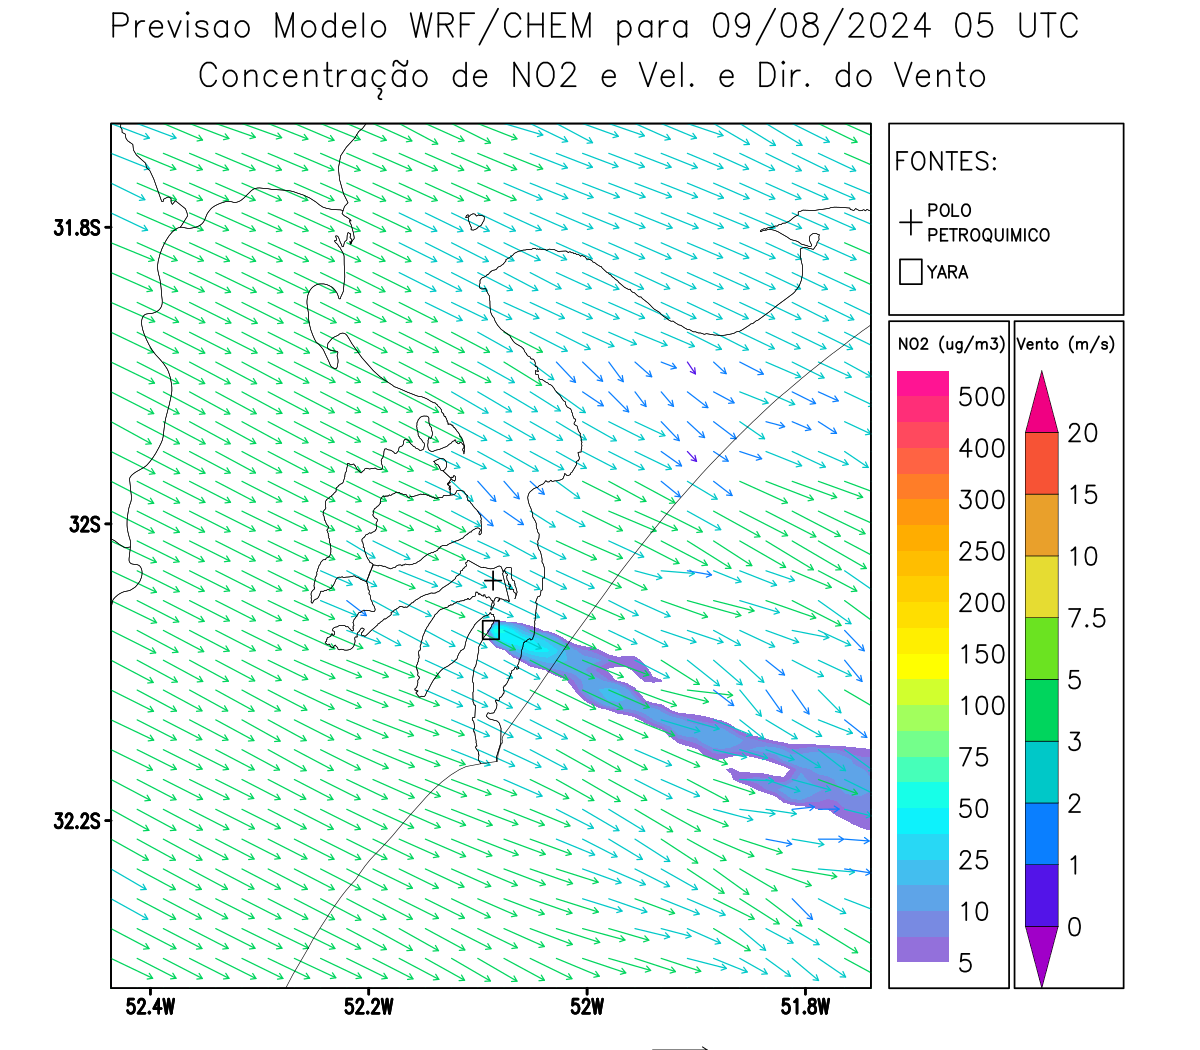 Previsao Modelo WRF/CHEM para 09/08/2024 05 UTC
Concentração de NO2 e Vel. e Dir. do Vento
FONTES:
POLO
PETROQUIMICO
YARA
31.8S
32S
32.2S
52.4W
52.2W
52W
51.8W
NO2 (ug/m3)
500
400
300
250
200
150
100
75
50
25
10
5
Vento (m/s)
20
15
10
7.5
5
3
2
1
0